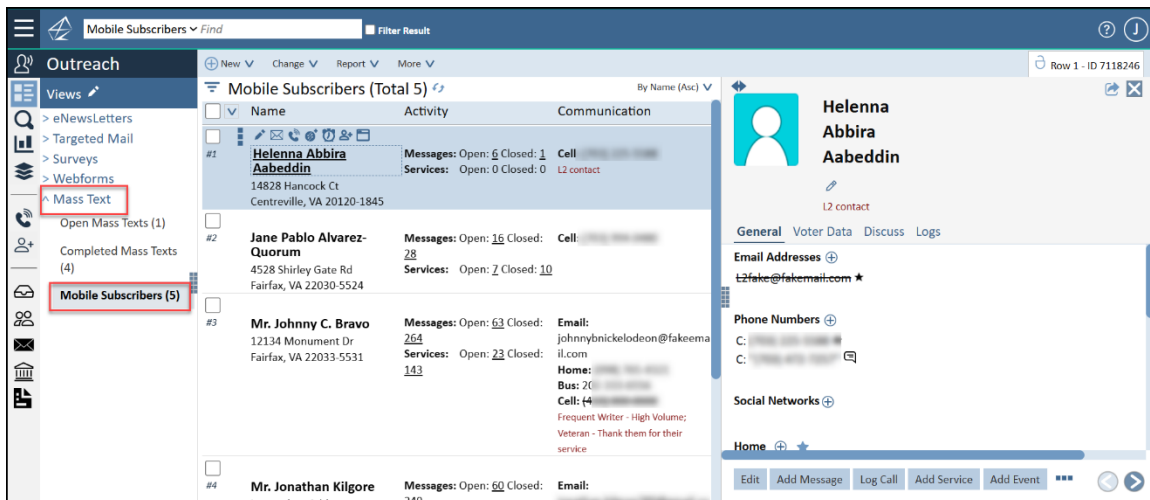 Mobile Subscribers Find
Filter Result
? J
Outreach
New Change Report More
Row 1 - ID 7118246
Views
> eNewsLetters
> Targeted Mail
> Surveys
> Webforms
^ Mass Text
Open Mass Texts (1)
Completed Mass Texts
(4)
Mobile Subscribers (5)
Mobile Subscribers (Total 5)
By Name (Asc)
Name Activity Communication
#1
Helenna Abbira
Aabeddin
14828 Hancock Ct
Centreville, VA 20120-1845
Messages: Open: 6 Closed: 1
Services: Open: 0 Closed: 0
Cell
L2 contact
#2
Jane Pablo Alvarez-
Quorum
4528 Shirley Gate Rd
Fairfax, VA 22030-5524
Messages: Open: 16 Closed:
28
Services: Open: 7 Closed: 10
Cell:
#3
Mr. Johnny C. Bravo
12134 Monument Dr
Fairfax, VA 22033-5531
Messages: Open: 63 Closed:
264
Services: Open: 23 Closed:
143
Email:
johnnybnickelodeon@fakeema
il.com
Home:
Bus: 20
Cell: (4
Frequent Writer - High Volume;
Veteran - Thank them for their
service
#4
Mr. Jonathan Kilgore
Messages: Open: 60 Closed:
Email:
Helenna
Abbira
Aabeddin
L2 contact
General Voter Data Discuss Logs
Email Addresses
L2fake@fakemail.com
Phone Numbers
C:
C:
Social Networks
Home
Edit Add Message Log Call Add Service Add Event